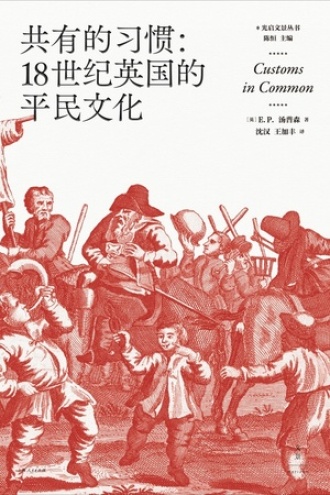 光启文景丛书
陈恒 主编
共有的习惯：
18世纪英国的
平民文化
Customs
in Common
［英］E.P. 汤普森 著
沈汉 王加丰 译